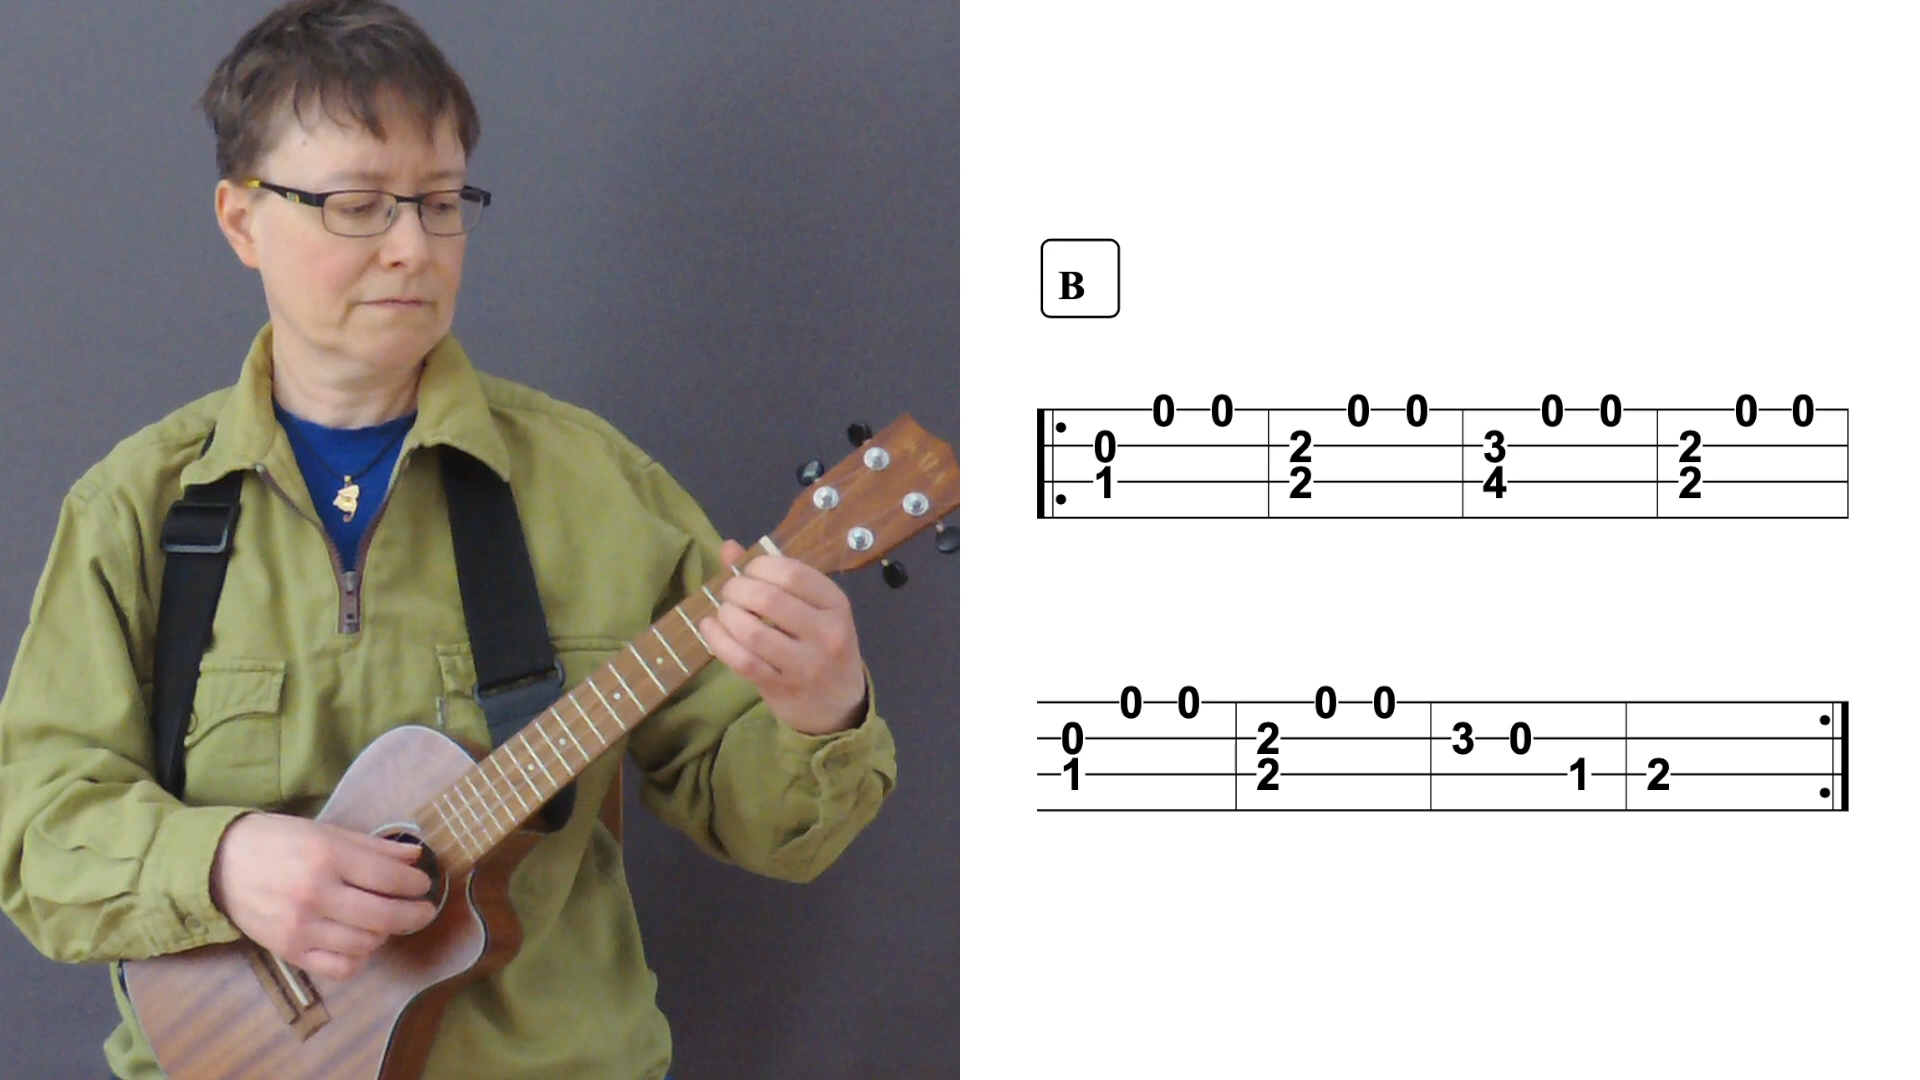 B
0 0 0 0 0 0 0 0
0 2 3 2
1 2 4 2
0 0 0 0
0 2 3 0
1 2 1 2